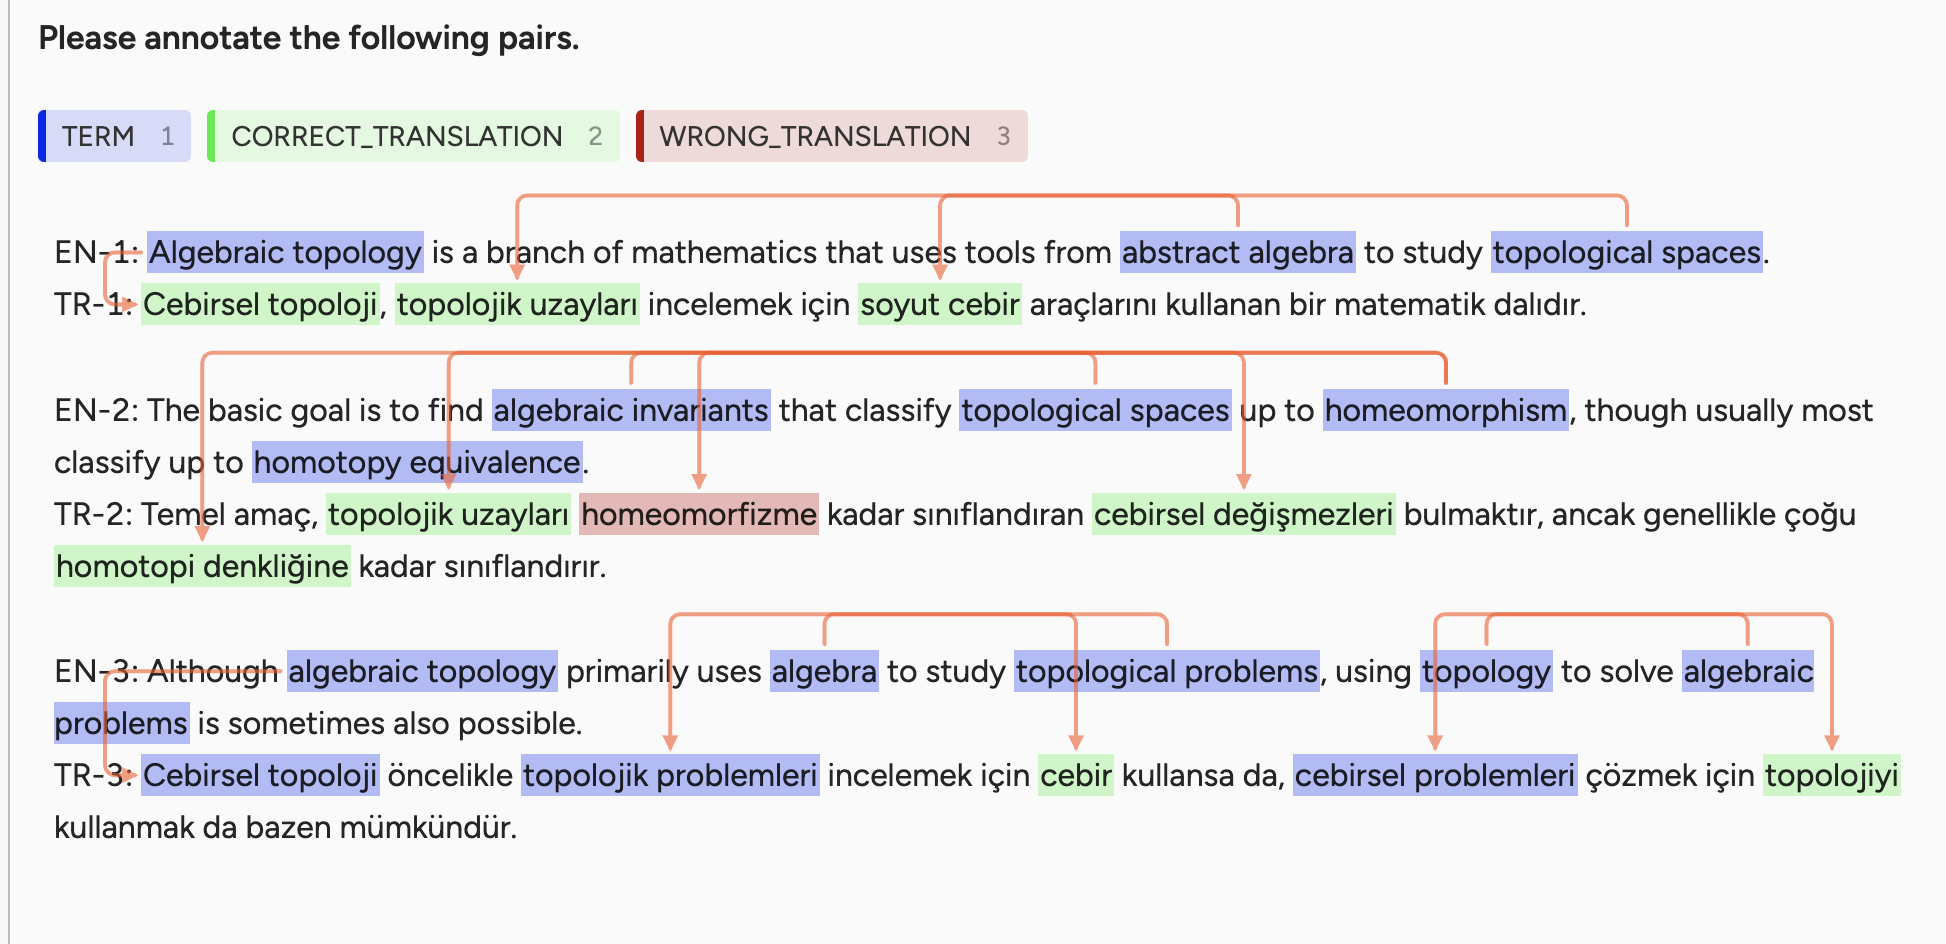 Please annotate the following pairs.
TERM 1 CORRECT_TRANSLATION 2 WRONG_TRANSLATION 3
EN-1: Algebraic topology is a branch of mathematics that uses tools from abstract algebra to study topological spaces.
TR-1: Cebirsel topoloji, topolojik uzayları incelemek için soyut cebir araçlarını kullanan bir matematik dalıdır.
EN-2: The basic goal is to find algebraic invariants that classify topological spaces up to homeomorphism, though usually most
classify up to homotopy equivalence.
TR-2: Temel amaç, topolojik uzayları homeomorfizme kadar sınıflandıran cebirsel değişmezleri bulmaktır, ancak genellikle çoğu
homotopi denkliğine kadar sınıflandırır.
EN-3: Although algebraic topology primarily uses algebra to study topological problems, using topology to solve algebraic
problems is sometimes also possible.
TR-3: Cebirsel topoloji öncelikle topolojik problemleri incelemek için cebir kullansa da, cebirsel problemleri çözmek için topolojiyi
kullanmak da bazen mümkündür.